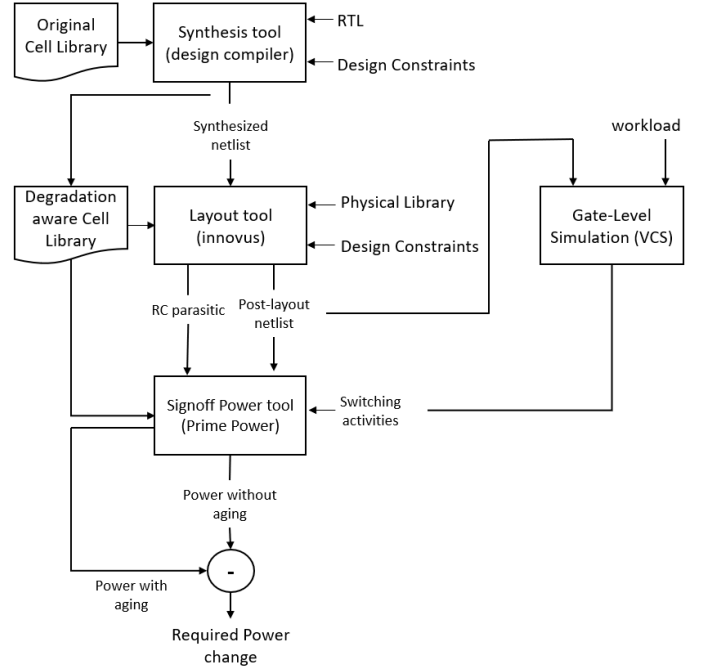 Original
Cell Library
Synthesis tool
(design compiler)
RTL
Design Constraints
Synthesized
netlist
workload
Degradation
aware Cell
Library
Layout tool
(innovus)
Physical Library
Design Constraints
Gate-Level
Simulation (VCS)
RC parasitic
Post-layout
netlist
Signoff Power tool
(Prime Power)
Switching
activities
Power without
aging
-
Power with
aging
Required Power
change